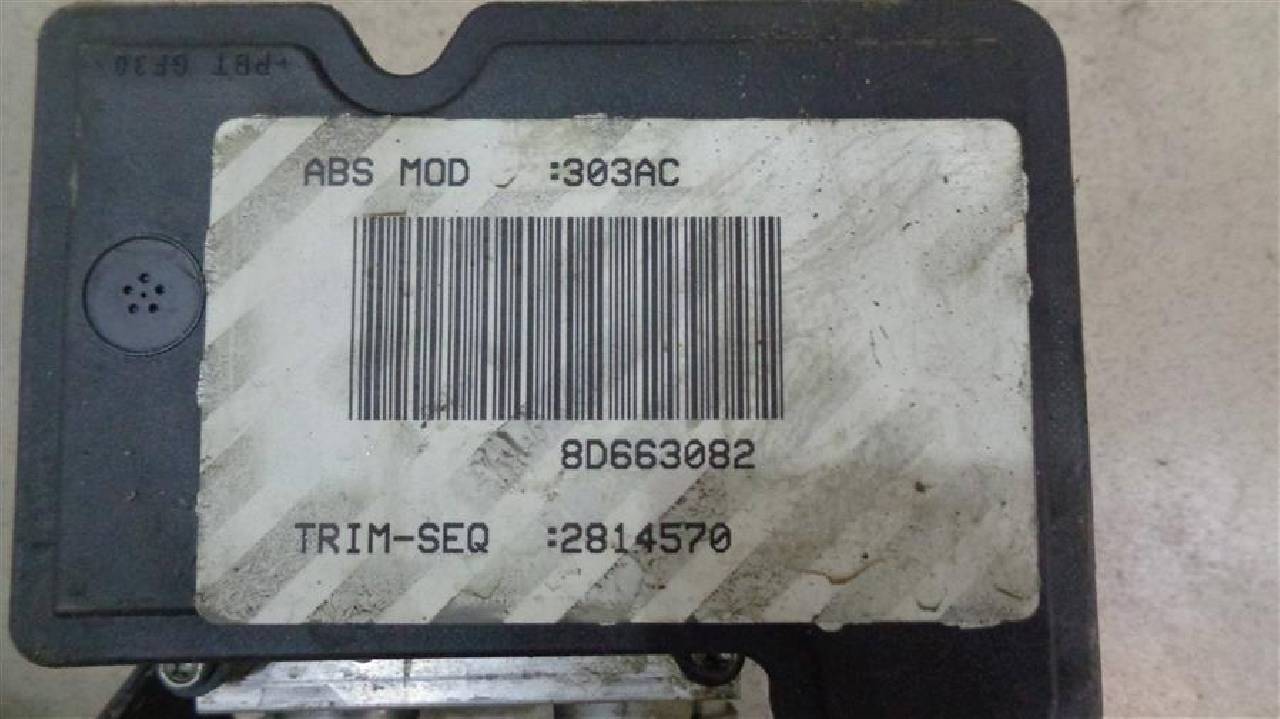 >PBT GF30<
ABS MOD :303AC
8D663082
TRIM-SEQ :2814570